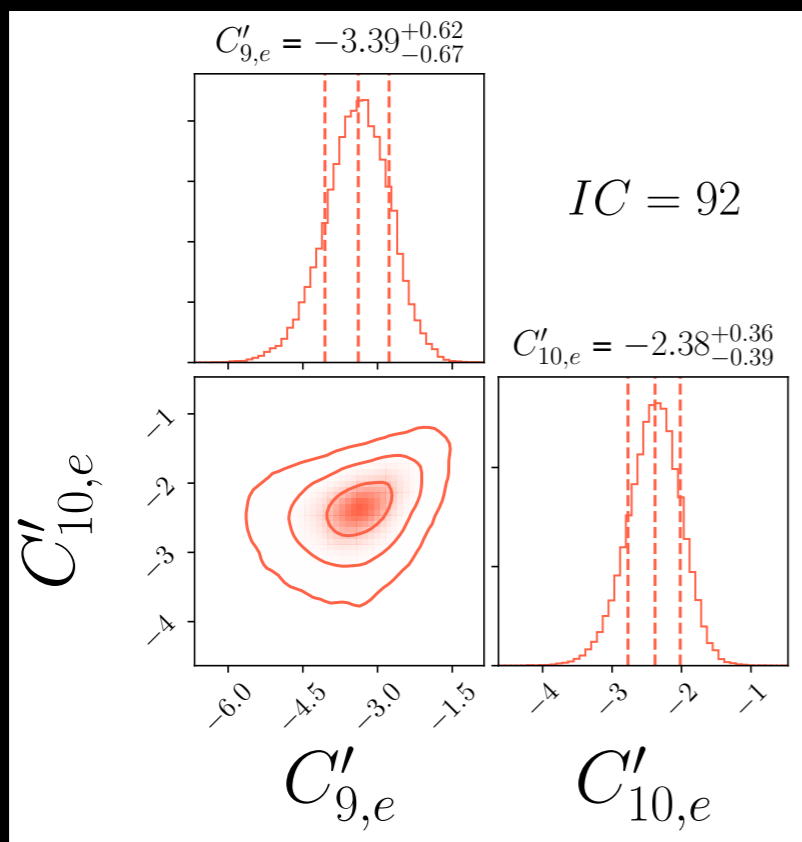 C′₉,ₑ = −3.39⁺⁰·⁶²₋₀.₆₇
IC = 92
C′₁₀,ₑ = −2.38⁺⁰·³⁶₋₀.₃₉
C′₁₀,ₑ
−1
−2
−3
−4
−6.0 −4.5 −3.0 −1.5
−4 −3 −2 −1
C′₉,ₑ
C′₁₀,ₑ